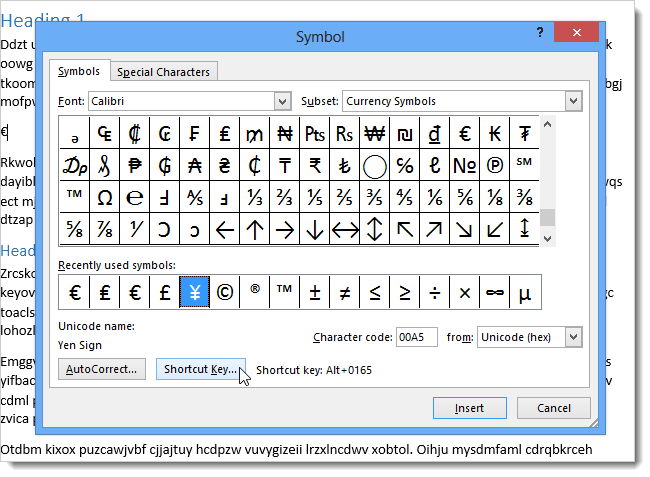 Heading 1
Symbol
?
Ddzt
k
oowg
tkoom
bgj
mofpv
Symbols Special Characters
Font: Calibri Subset: Currency Symbols
€
ₔ ₠ ₡ ₢ ₣ ₤ ₥ ₦ ₧ ₨ ₩ ₪ ₫ € ₭ ₮
₯ ₰ ₱ ₲ ₳ ₴ ₵ ₸ ₹ ₺ ⃝ ℅ ℓ № ℗ ℠
™ Ω ℮ Ⅎ ⅍ ⅎ ⅓ ⅔ ⅕ ⅖ ⅗ ⅘ ⅙ ⅚ ⅛ ⅜
⅝ ⅞ ⅟ Ↄ ↄ ← ↑ → ↓ ↔ ↕ ↖ ↗ ↘ ↙ ↨
Rkwol
dayibl
vqs
ect
dtzap
Head
Recently used symbols:
€ ₤ € £ ¥ © ® ™ ± ≠ ≤ ≥ ÷ × ∞ µ
Zrcskc
keyov
gc
toacls
lohozl
Unicode name:
Yen Sign
Character code: 00A5 from: Unicode (hex)
AutoCorrect... Shortcut Key... Shortcut key: Alt+0165
Emggv
s
yifbac
v
cdml
zvica
Insert Cancel
Otdbm kixox puzcawjvbf cjjajtuy hcdpzw vuvygizeii lrzxlncdwv xobtol. Oihju mysdmfaml cdrqbkrceh